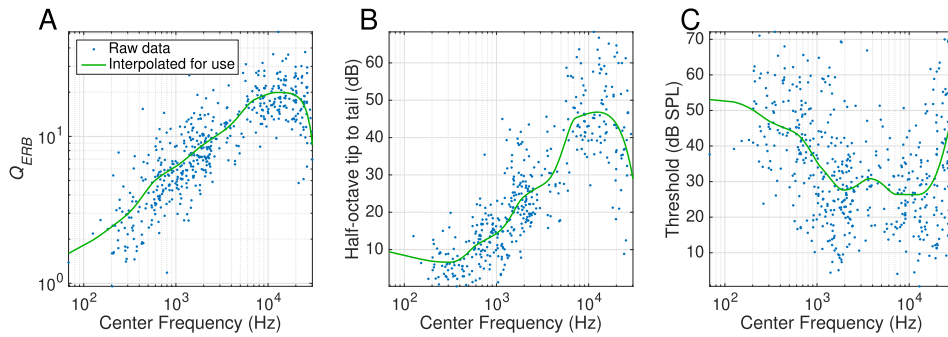 A
Raw data
Interpolated for use
Q_ERB
10^1
10^0
10^2
10^3
10^4
Center Frequency (Hz)
B
Half-octave tip to tail (dB)
60
50
40
30
20
10
10^2
10^3
10^4
Center Frequency (Hz)
C
Threshold (dB SPL)
70
60
50
40
30
20
10
10^2
10^3
10^4
Center Frequency (Hz)